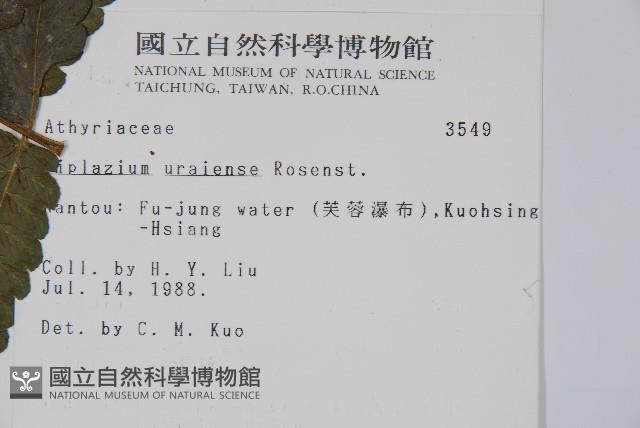 國立自然科學博物館
NATIONAL MUSEUM OF NATURAL SCIENCE
TAICHUNG, TAIWAN, R.O.CHINA
Athyriaceae 3549
iplazium uraiense Rosenst.
antou: Fu-jung water (芙蓉瀑布),Kuohsing
-Hsiang
Coll. by H. Y. Liu
Jul. 14, 1988.
Det. by C. M. Kuo
國立自然科學博物館
NATIONAL MUSEUM OF NATURAL SCIENCE